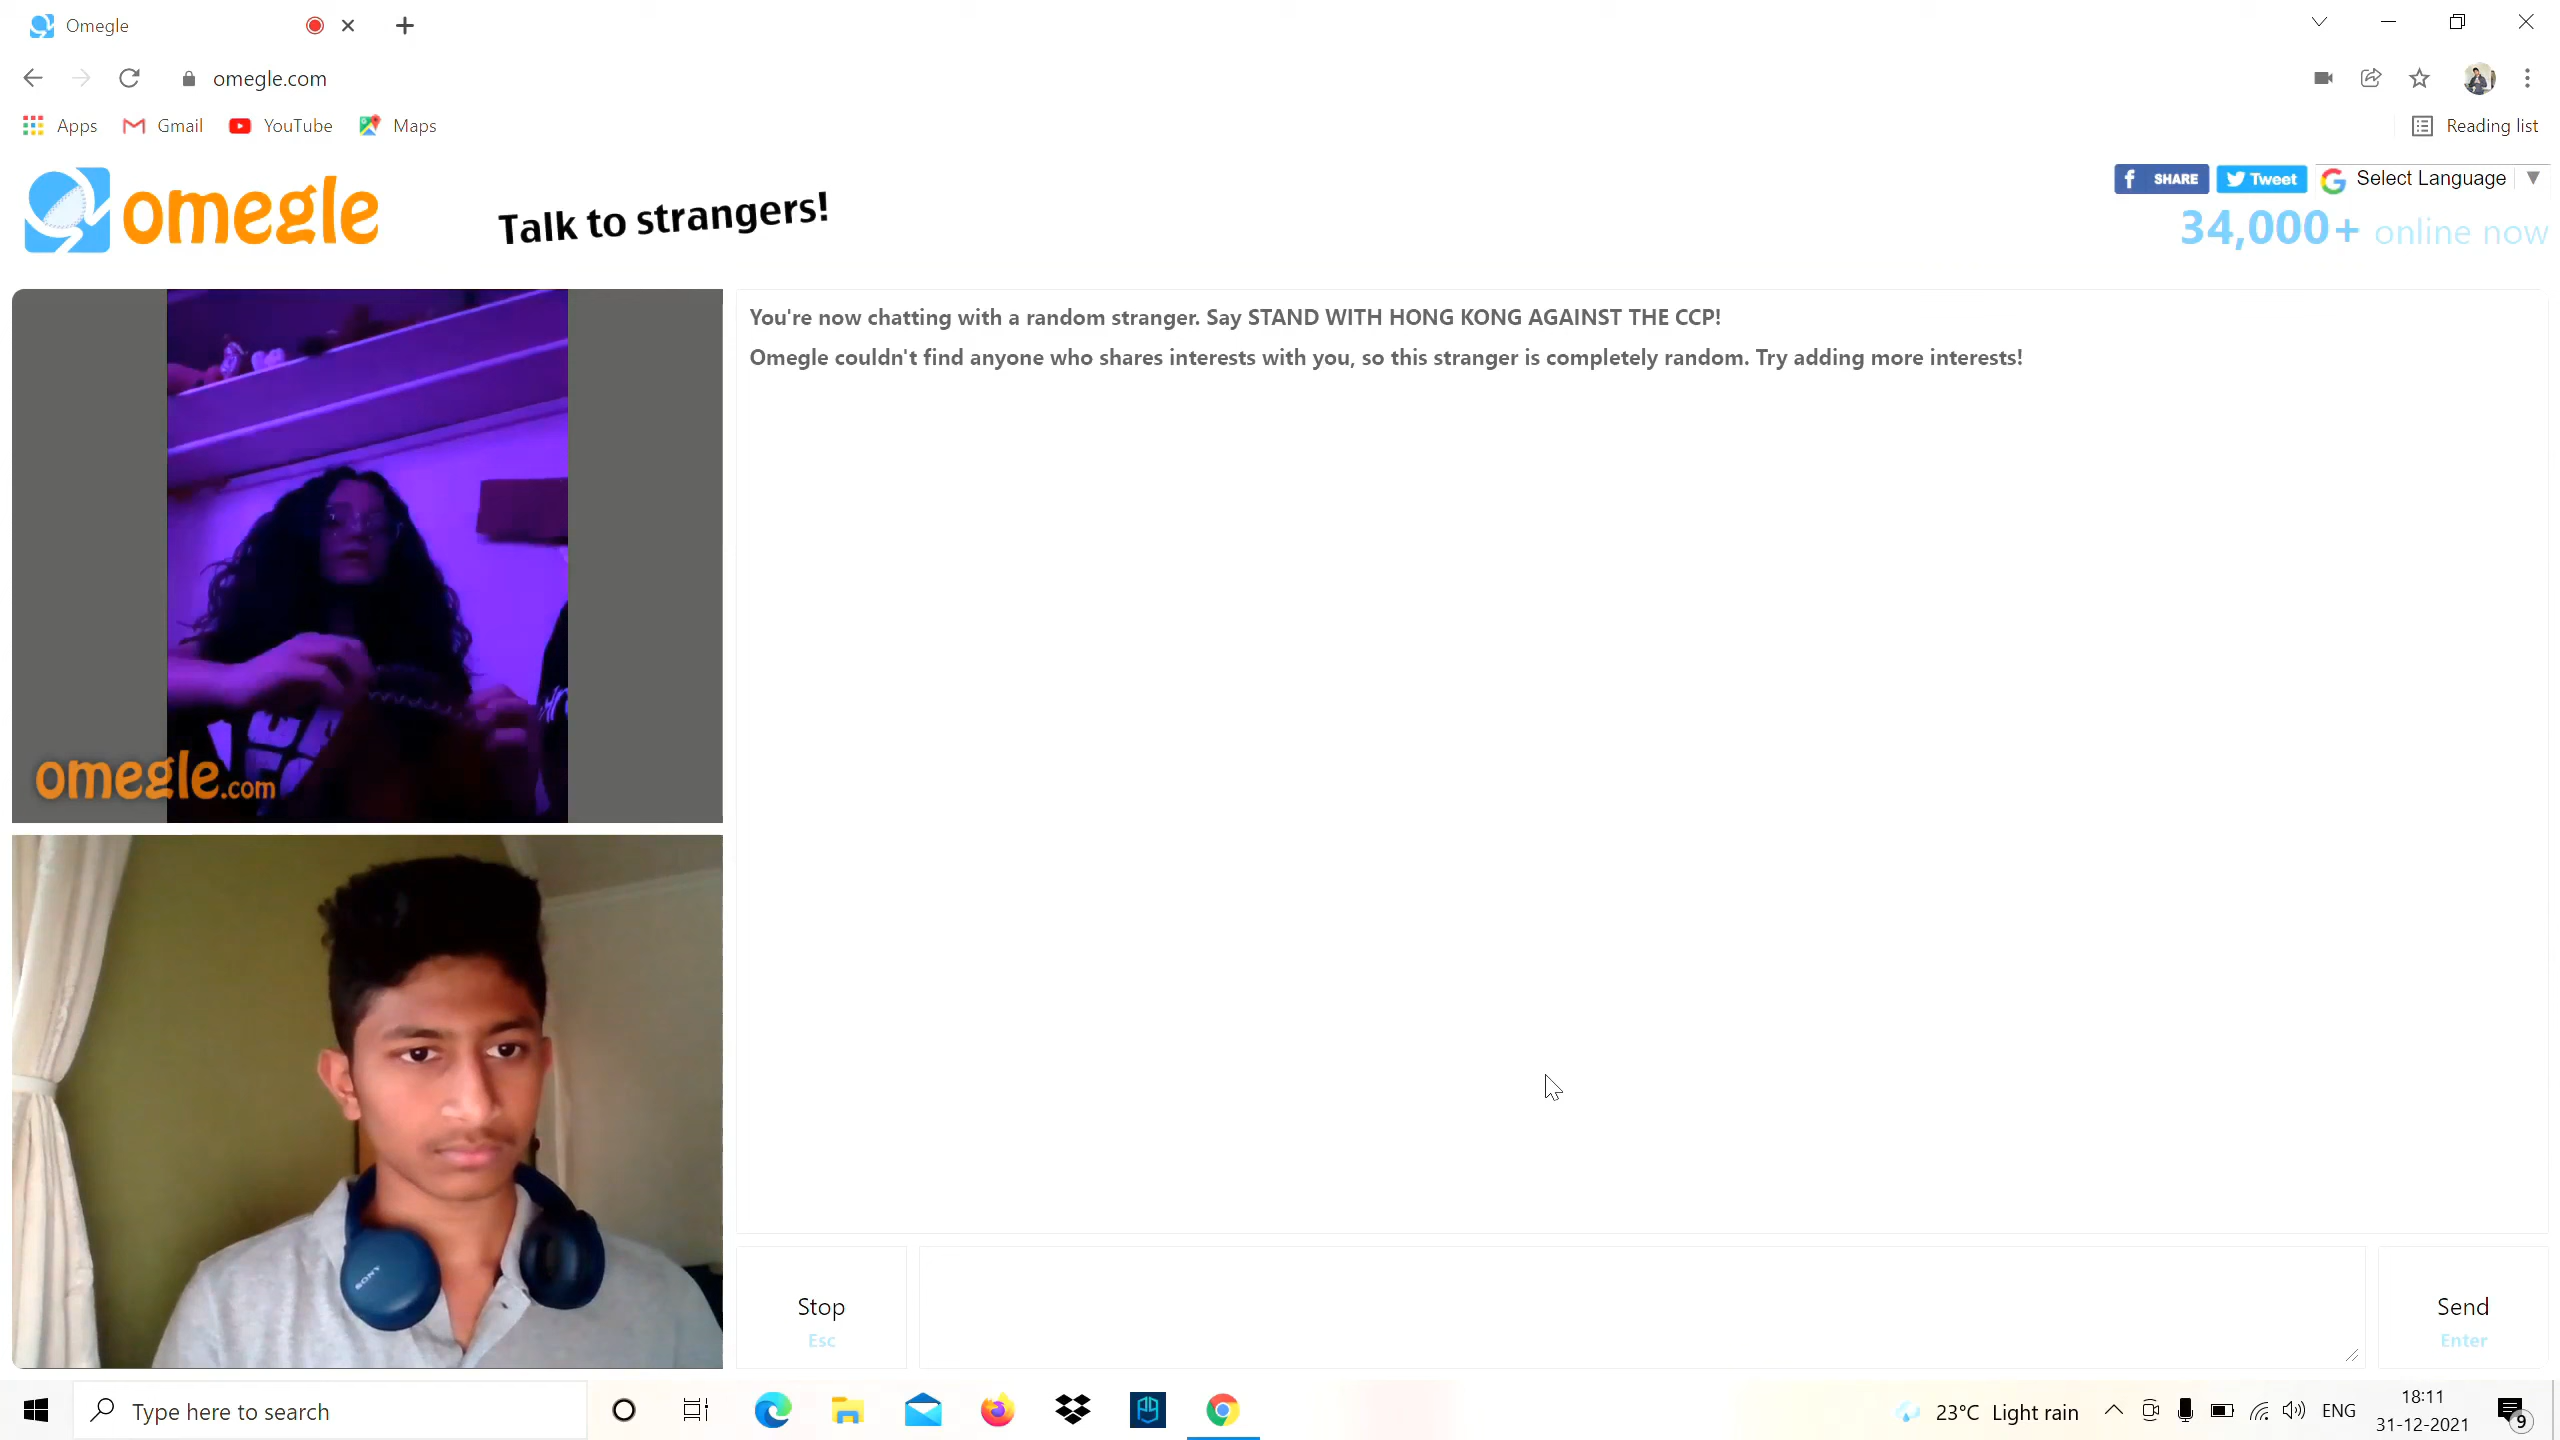 Omegle
omegle.com
Apps
Gmail
YouTube
Maps
Reading list
omegle
Talk to strangers!
SHARE
Tweet
Select Language
34,000+ online now
You're now chatting with a random stranger. Say STAND WITH HONG KONG AGAINST THE CCP!
Omegle couldn't find anyone who shares interests with you, so this stranger is completely random. Try adding more interests!
omegle.com
SONY
Stop
Esc
Send
Enter
Type here to search
23°C Light rain
ENG
18:11
31-12-2021
9